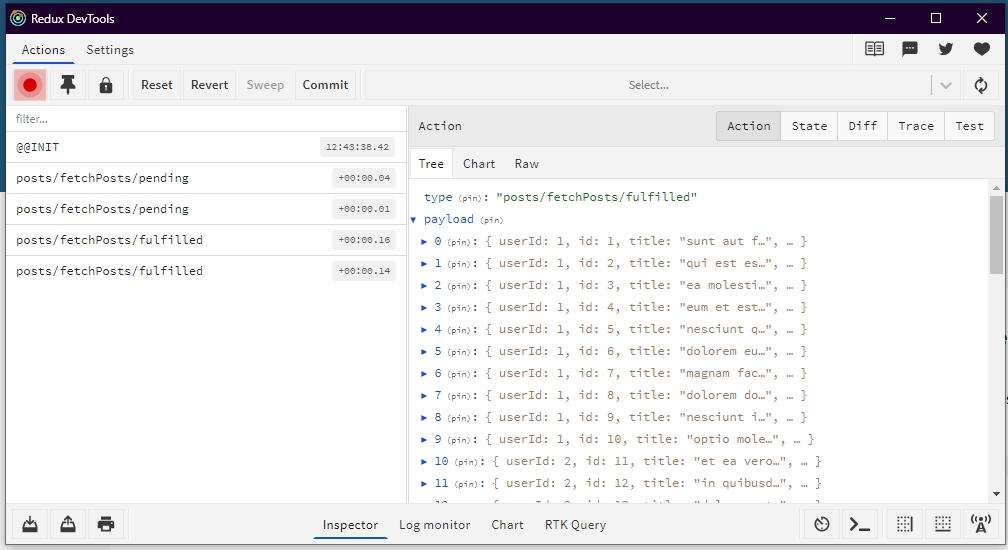 Redux DevTools
Actions Settings
Reset Revert Sweep Commit Select...
filter...
@@INIT 12:43:38.42
posts/fetchPosts/pending +00:00.04
posts/fetchPosts/pending +00:00.01
posts/fetchPosts/fulfilled +00:00.16
posts/fetchPosts/fulfilled +00:00.14
Action Action State Diff Trace Test
Tree Chart Raw
type (pin): "posts/fetchPosts/fulfilled"
payload (pin)
0 (pin): { userId: 1, id: 1, title: "sunt aut f…", … }
1 (pin): { userId: 1, id: 2, title: "qui est es…", … }
2 (pin): { userId: 1, id: 3, title: "ea molesti…", … }
3 (pin): { userId: 1, id: 4, title: "eum et est…", … }
4 (pin): { userId: 1, id: 5, title: "nesciunt q…", … }
5 (pin): { userId: 1, id: 6, title: "dolorem eu…", … }
6 (pin): { userId: 1, id: 7, title: "magnam fac…", … }
7 (pin): { userId: 1, id: 8, title: "dolorem do…", … }
8 (pin): { userId: 1, id: 9, title: "nesciunt i…", … }
9 (pin): { userId: 1, id: 10, title: "optio mole…", … }
10 (pin): { userId: 2, id: 11, title: "et ea vero…", … }
11 (pin): { userId: 2, id: 12, title: "in quibusd…", … }
Inspector Log monitor Chart RTK Query